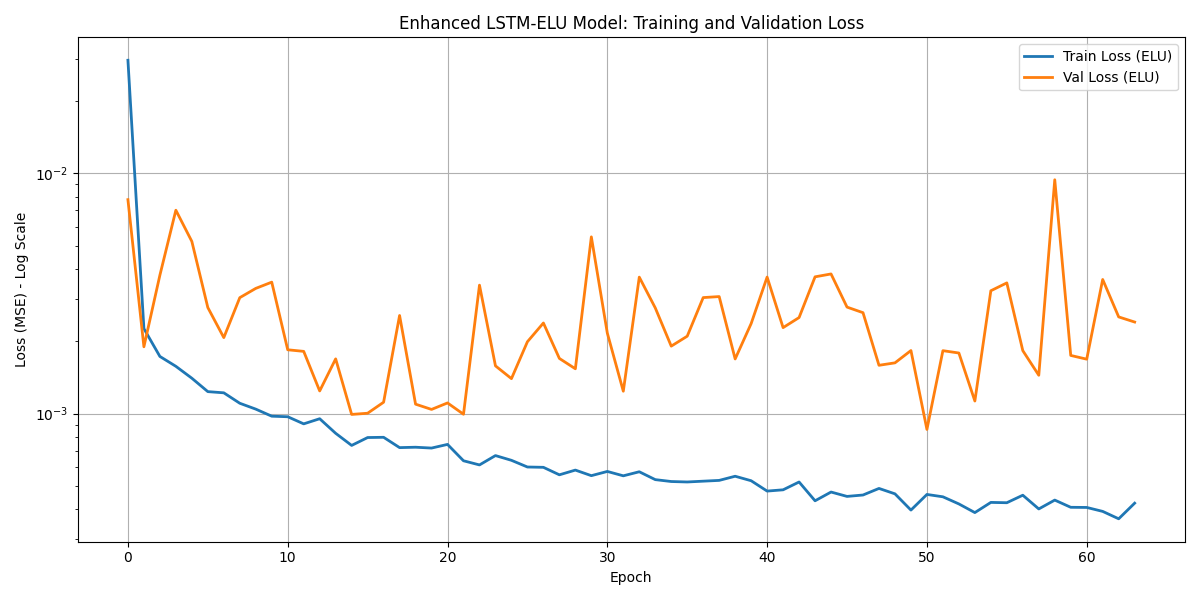 Enhanced LSTM-ELU Model: Training and Validation Loss
Train Loss (ELU)
Val Loss (ELU)
Loss (MSE) - Log Scale
10⁻²
10⁻³
0 10 20 30 40 50 60
Epoch